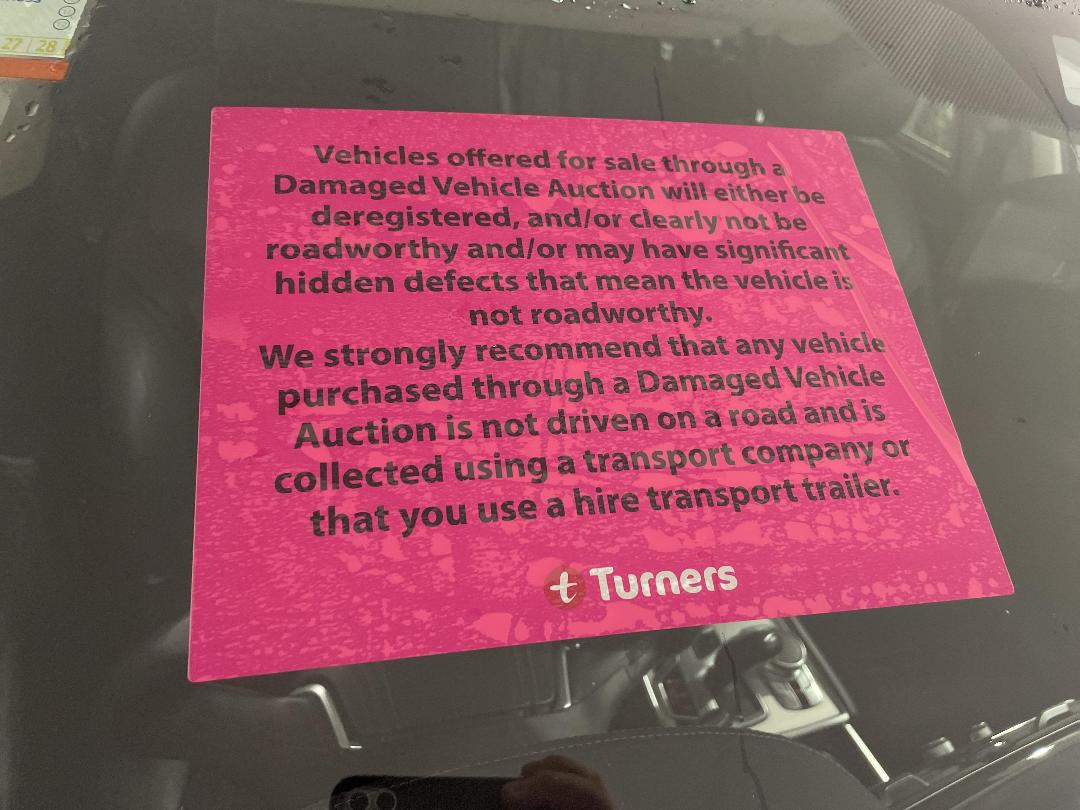 27 | 28
Vehicles offered for sale through a
Damaged Vehicle Auction will either be
deregistered, and/or clearly not be
roadworthy and/or may have significant
hidden defects that mean the vehicle is
not roadworthy.
We strongly recommend that any vehicle
purchased through a Damaged Vehicle
Auction is not driven on a road and is
collected using a transport company or
that you use a hire transport trailer.
t Turners